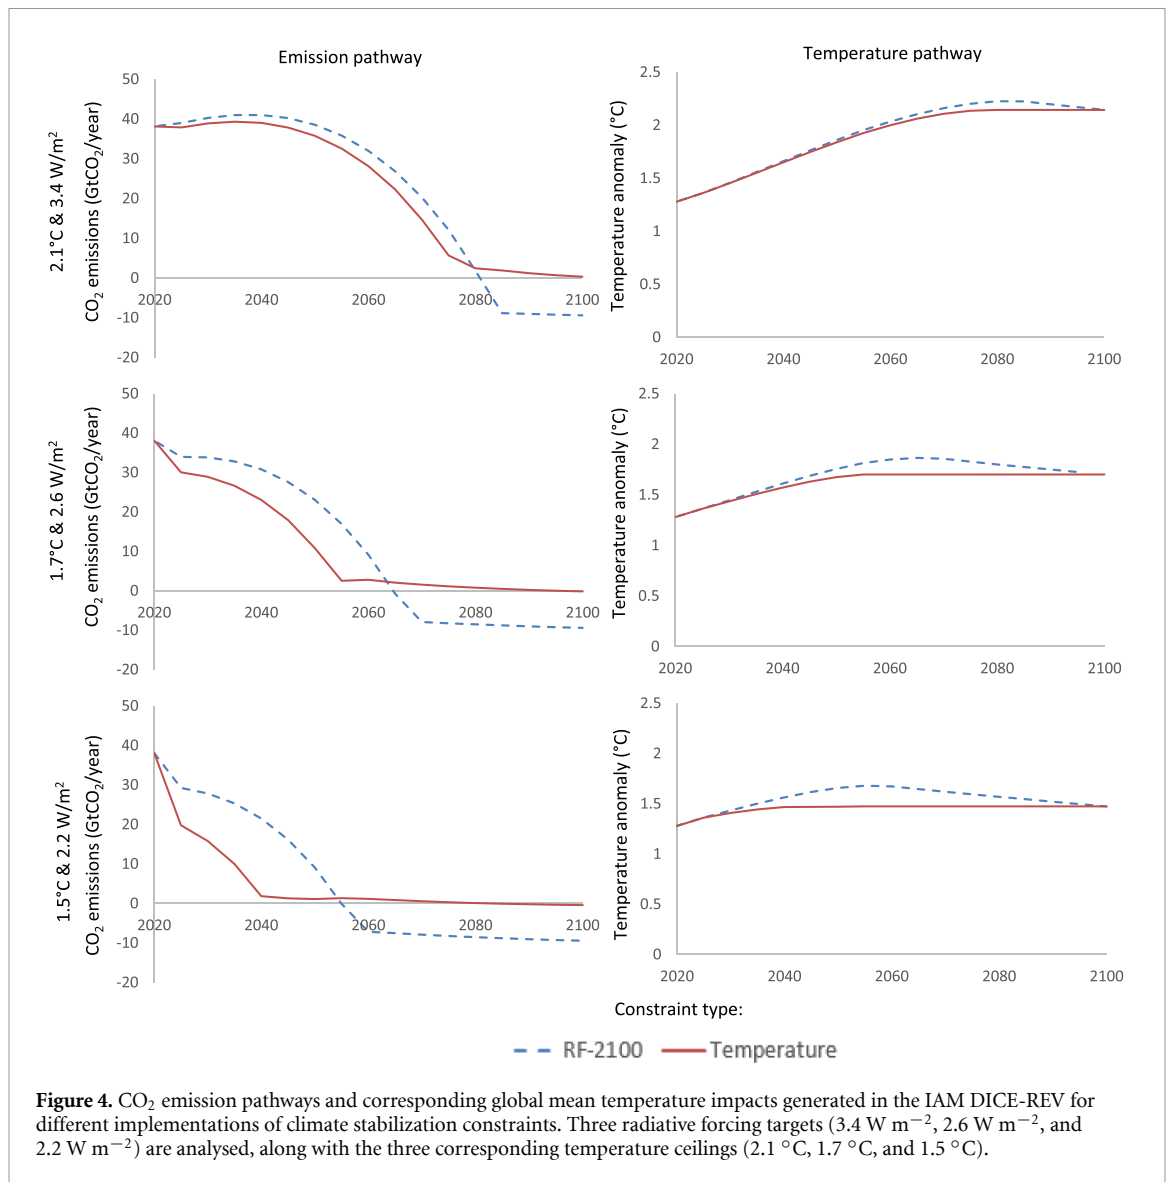 Emission pathway
Temperature pathway
2.1°C & 3.4 W/m²
CO₂ emissions (GtCO₂/year)
50
40
30
20
10
0
-10
-20
2020 2040 2060 2080 2100
Temperature anomaly (°C)
2.5
2
1.5
1
0.5
0
2020 2040 2060 2080 2100
1.7°C & 2.6 W/m²
CO₂ emissions (GtCO₂/year)
50
40
30
20
10
0
-10
-20
2020 2040 2060 2080 2100
Temperature anomaly (°C)
2.5
2
1.5
1
0.5
0
2020 2040 2060 2080 2100
1.5°C & 2.2 W/m²
CO₂ emissions (GtCO₂/year)
50
40
30
20
10
0
-10
-20
2020 2040 2060 2080 2100
Temperature anomaly (°C)
2.5
2
1.5
1
0.5
0
2020 2040 2060 2080 2100
Constraint type:
RF-2100 Temperature
Figure 4. CO₂ emission pathways and corresponding global mean temperature impacts generated in the IAM DICE-REV for
different implementations of climate stabilization constraints. Three radiative forcing targets (3.4 W m⁻², 2.6 W m⁻², and
2.2 W m⁻²) are analysed, along with the three corresponding temperature ceilings (2.1 °C, 1.7 °C, and 1.5 °C).